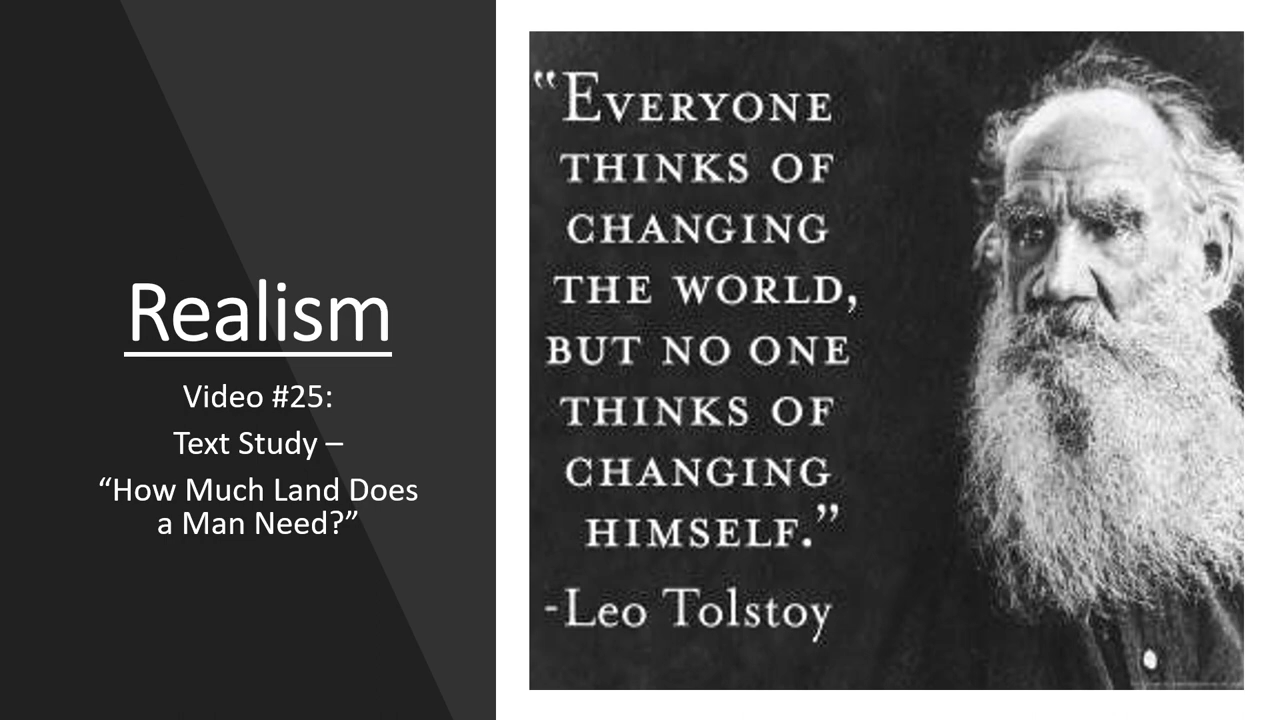 Realism
Video #25:
Text Study –
“How Much Land Does
a Man Need?”
“Everyone
thinks of
changing
the world,
but no one
thinks of
changing
himself.”
-Leo Tolstoy